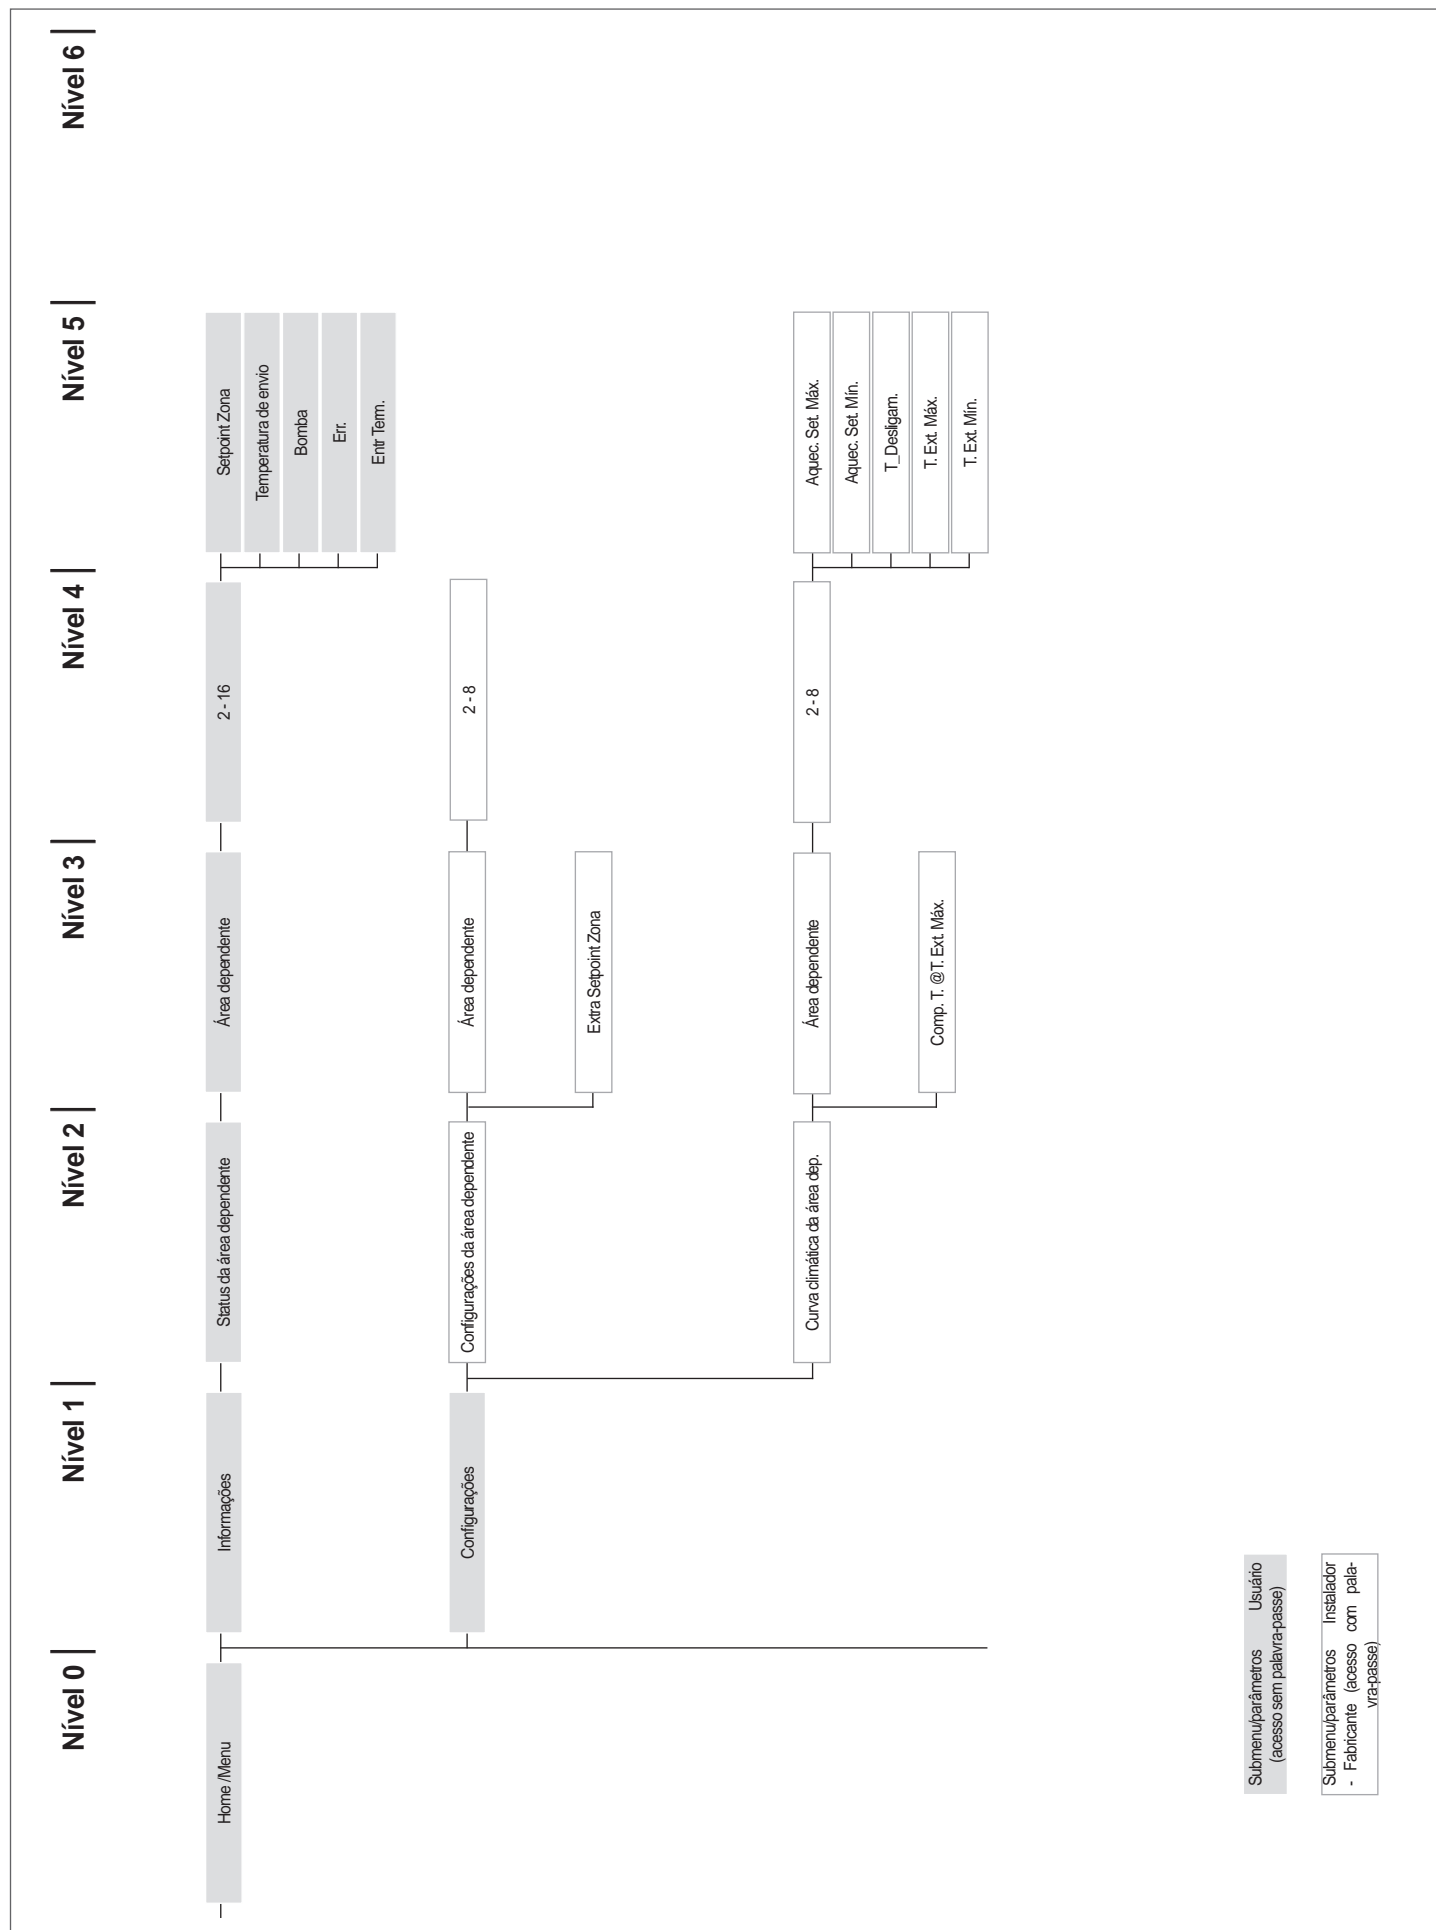 Nível 0
Nível 1
Nível 2
Nível 3
Nível 4
Nível 5
Nível 6
Home /Menu
Informações
Status da área dependente
Área dependente
2 - 16
Setpoint Zona
Temperatura de envio
Bomba
Err.
Entr Term.
Configurações
Configurações da área dependente
Área dependente
2 - 8
Extra Setpoint Zona
Curva climática da área dep.
Área dependente
2 - 8
Aquec. Set. Máx.
Aquec. Set. Mín.
T_Desligam.
T. Ext. Máx.
T. Ext. Mín.
Comp. T. @T. Ext. Máx.
Submenu/parâmetros Usuário
(acesso sem palavra-passe)
Submenu/parâmetros Instalador
- Fabricante (acesso com pala-
vra-passe)